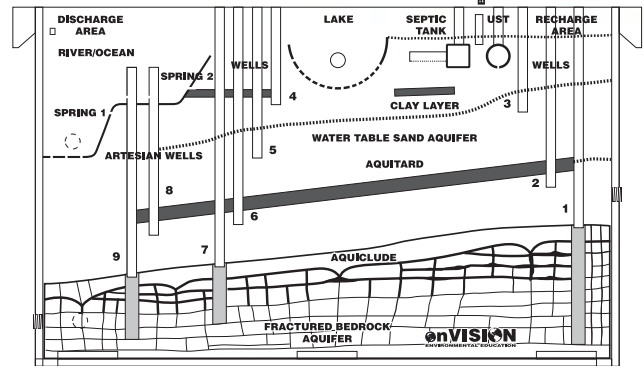 DISCHARGE
AREA
RIVER/OCEAN
LAKE
SEPTIC
TANK
UST
RECHARGE
AREA
SPRING 2
WELLS
WELLS
4
CLAY LAYER
3
SPRING 1
WATER TABLE SAND AQUIFER
5
ARTESIAN WELLS
AQUITARD
8
2
6
1
9
7
AQUICLUDE
FRACTURED BEDROCK
AQUIFER
enVISION
ENVIRONMENTAL EDUCATION